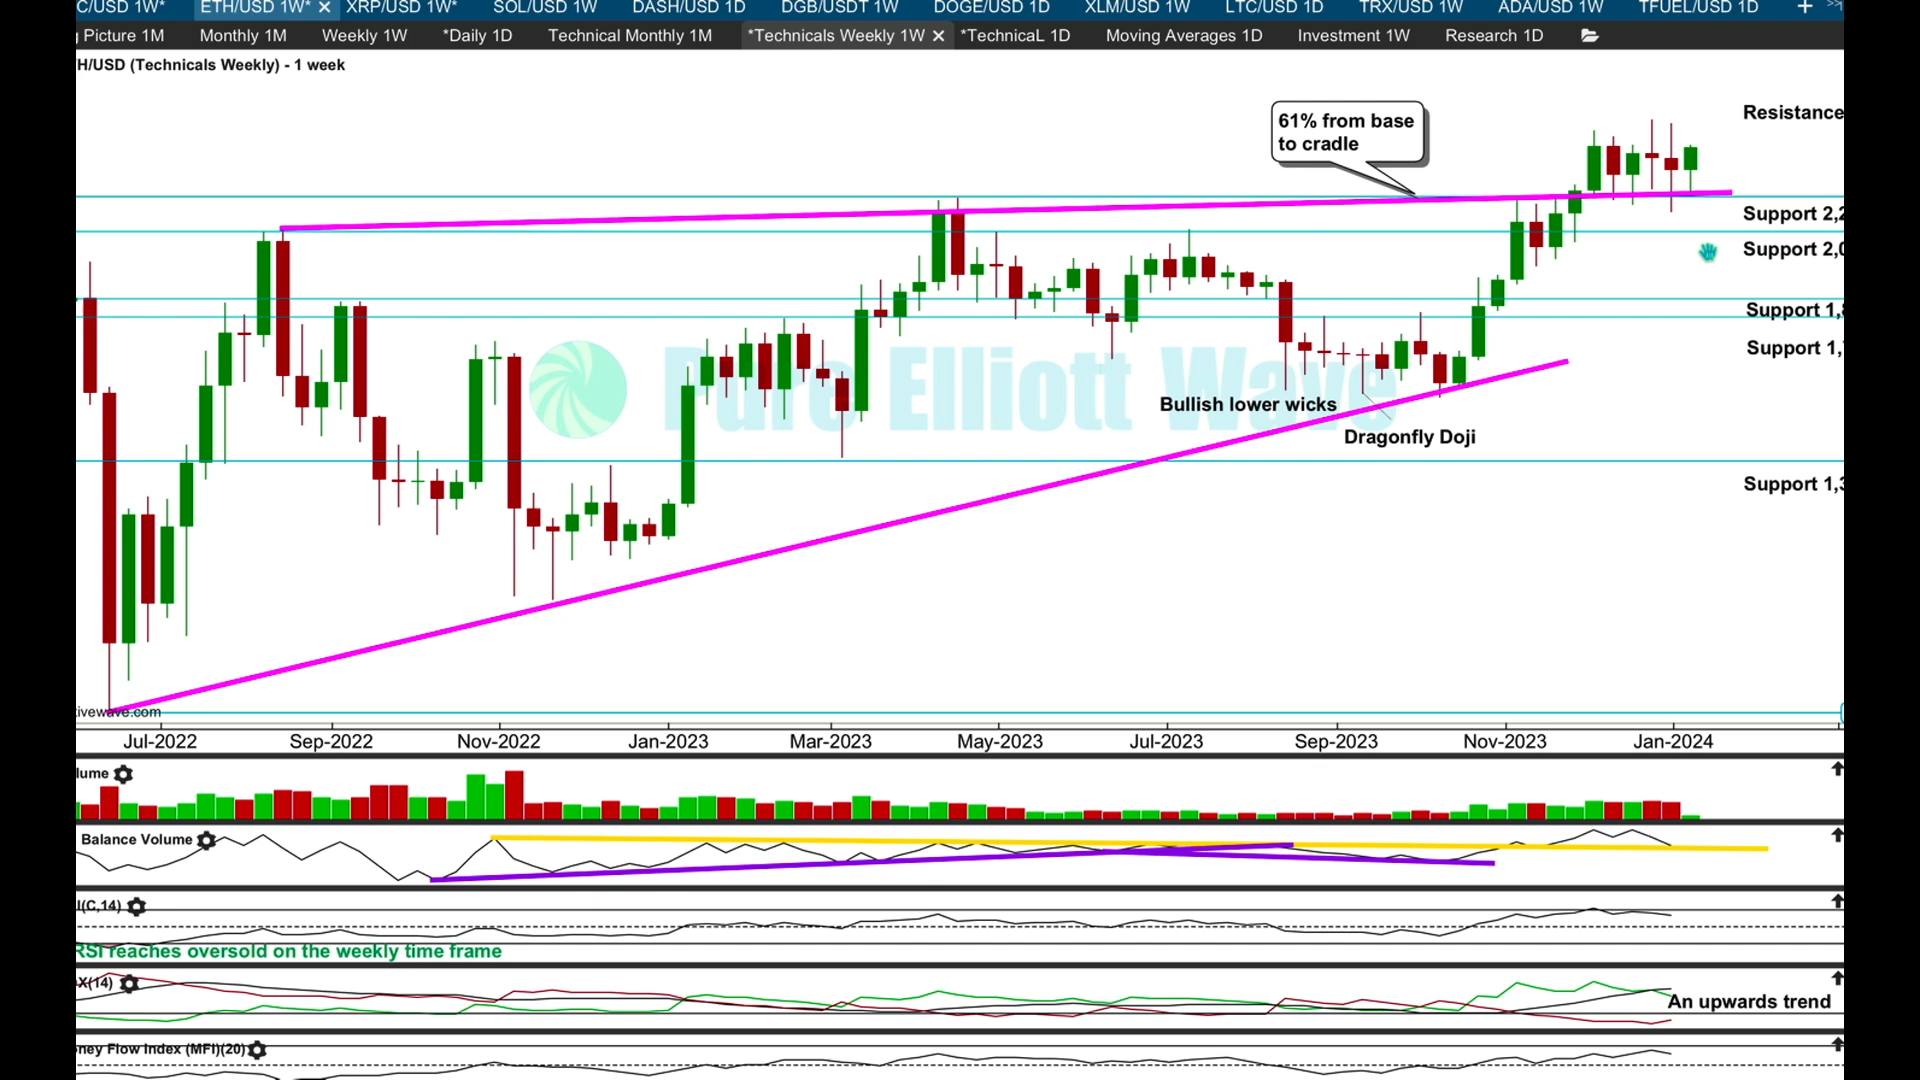 C/USD 1W* ETH/USD 1W* XRP/USD 1W* SOL/USD 1W DASH/USD 1D DGB/USDT 1W DOGE/USD 1D XLM/USD 1W LTC/USD 1D TRX/USD 1W ADA/USD 1W TFUEL/USD 1D
g Picture 1M Monthly 1M Weekly 1W *Daily 1D Technical Monthly 1M *Technicals Weekly 1W *TechnicaL 1D Moving Averages 1D Investment 1W Research 1D
H/USD (Technicals Weekly) - 1 week
61% from base
to cradle
Resistance
Support 2,2
Support 2,0
Support 1,8
Support 1,
Pure Elliott Wave
Bullish lower wicks
Dragonfly Doji
Support 1,3
tivewave.com
Jul-2022 Sep-2022 Nov-2022 Jan-2023 Mar-2023 May-2023 Jul-2023 Sep-2023 Nov-2023 Jan-2024
lume
Balance Volume
I(C,14)
RSI reaches oversold on the weekly time frame
X(14)
An upwards trend
ney Flow Index (MFI)(20)